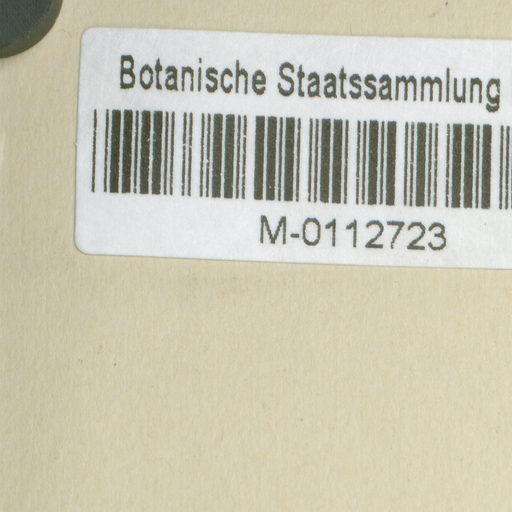 Botanische Staatssammlung
M-0112723